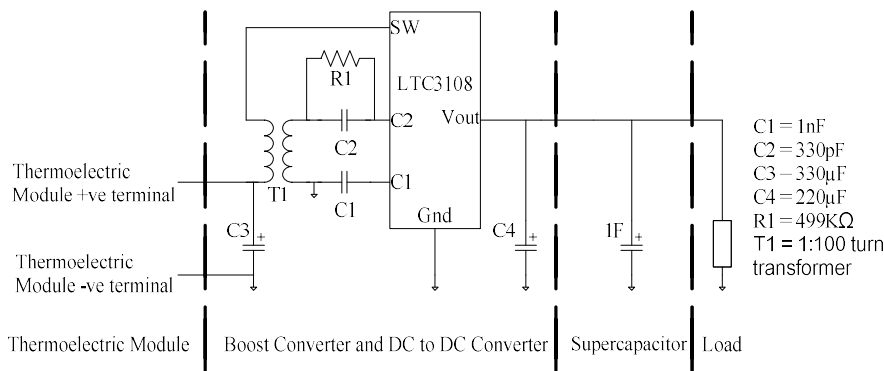 SW
R1
LTC3108
C2
Vout
C2
C1
T1
C1
Gnd
Thermoelectric
Module +ve terminal
C3
+
C4
+
1F
+
Thermoelectric
Module -ve terminal
C1 = 1nF
C2 = 330pF
C3 – 330µF
C4 = 220µF
R1 = 499KΩ
T1 = 1:100 turn
transformer
Thermoelectric Module
Boost Converter and DC to DC Converter
Supercapacitor
Load